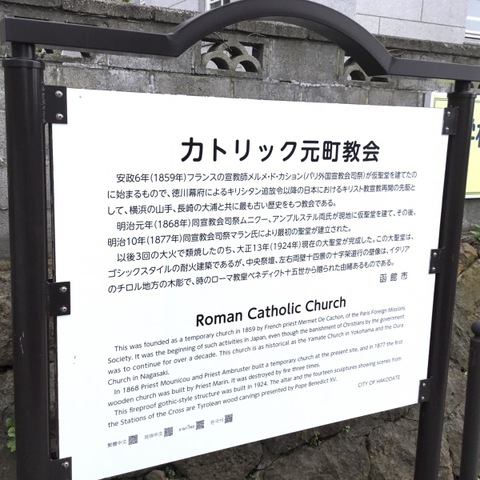 カトリック元町教会
安政6年(1859年)フランスの宣教師メルメ・ド・カション(パリ外国宣教会司祭)が仮聖堂を建てたの
に始まるもので、徳川幕府によるキリシタン追放令以降の日本におけるキリスト教宣教再開の先駆と
して、横浜の山手、長崎の大浦と共に最も古い歴史をもつ教会である。
明治元年(1868年)同宣教会司祭ムニクー、アンブルステル両氏が現地に仮聖堂を建て、その後、
明治10年(1877年)同宣教会司祭マラン氏により最初の聖堂が建立された。
以後3回の大火で類焼したのち、大正13年(1924年)現在の大聖堂が完成した。この大聖堂は、
ゴシックスタイルの耐火建築であるが、中央祭壇、左右両壁十四景の十字架道行の壁像は、イタリア
のチロル地方の木彫で、時のローマ教皇ベネディクト十五世から贈られた由緒あるものである。
函館市
Roman Catholic Church
This was founded as a temporary church in 1859 by French priest Mermet De Cachon, of the Paris Foreign Missions
Society. It was the beginning of such activities in Japan, even though the banishment of Christians by the government
was to continue for over a decade. This church is as historical as the Yamate Church in Yokohama and the Oura
Church in Nagasaki.
In 1868 Priest Mounicou and Priest Ambruster built a temporary church at the present site, and in 1877 the first
wooden church was built by Priest Marin. It was destroyed by fire three times.
This fireproof gothic-style structure was built in 1924. The altar and the fourteen sculptures showing scenes from
the Stations of the Cross are Tyrolean wood carvings presented by Pope Benedict XV.
CITY OF HAKODATE
繁體中文 简体中文 한국어